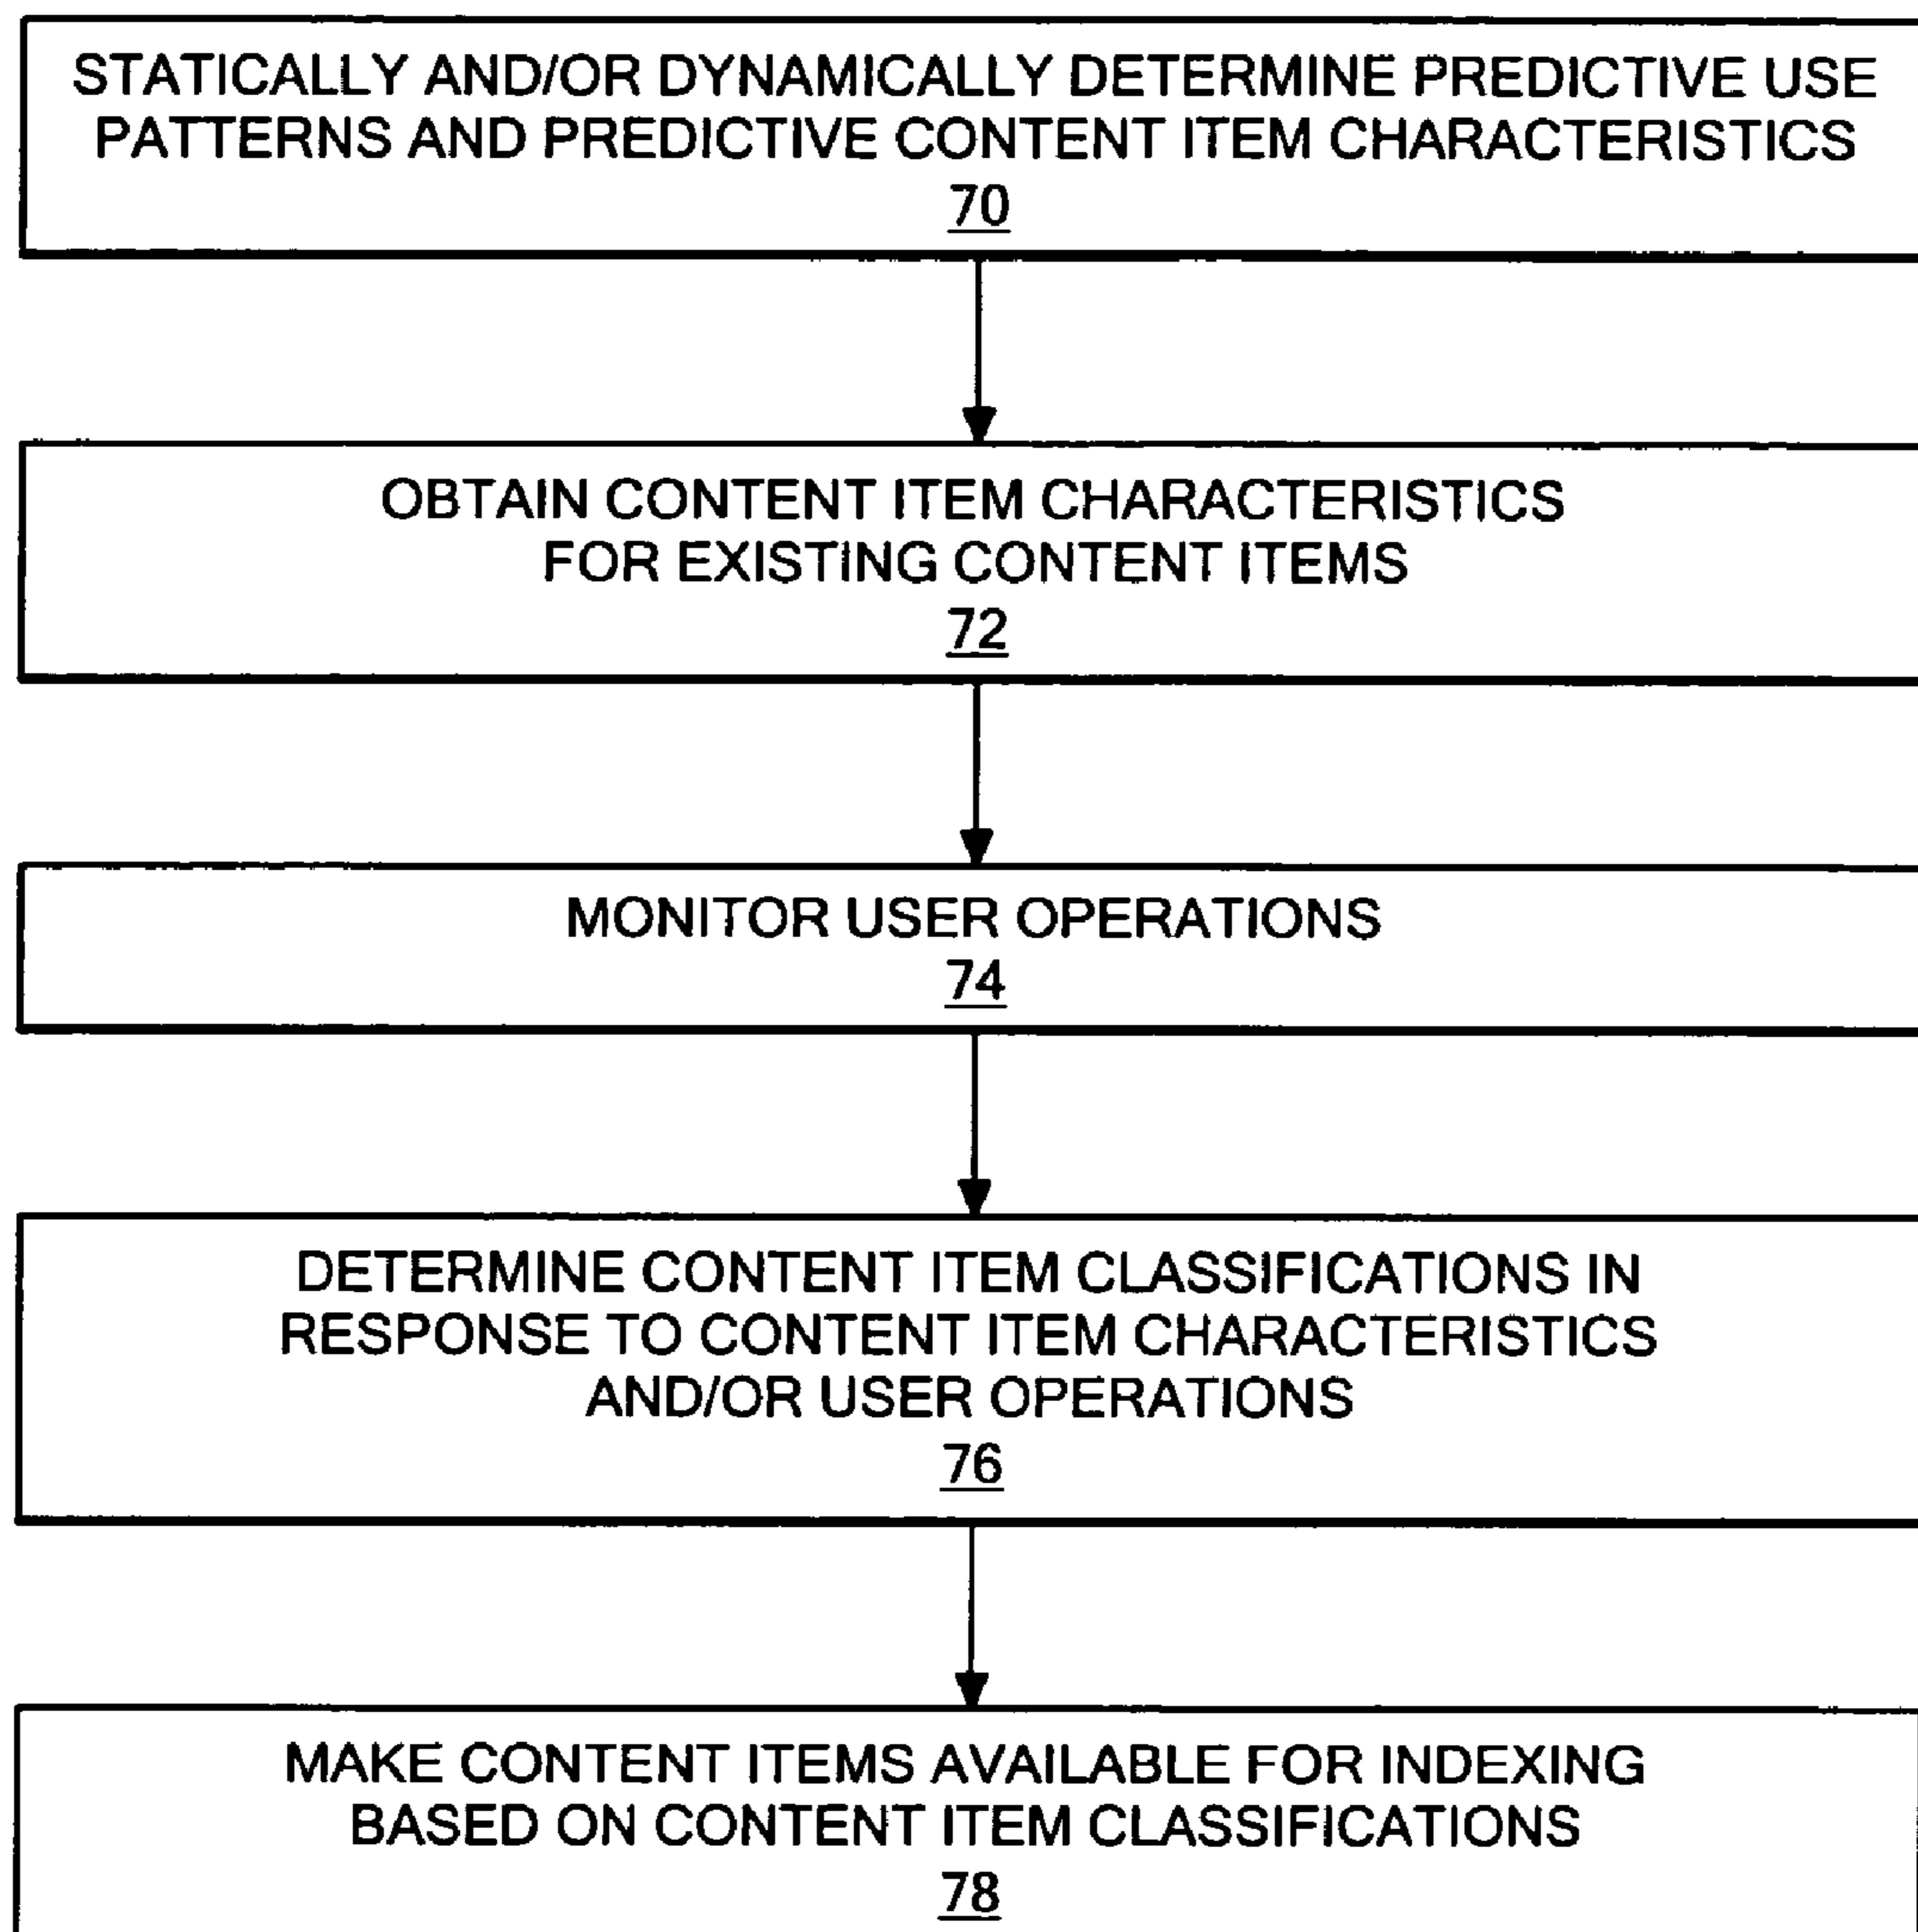 STATICALLY AND/OR DYNAMICALLY DETERMINE PREDICTIVE USE
PATTERNS AND PREDICTIVE CONTENT ITEM CHARACTERISTICS
70
OBTAIN CONTENT ITEM CHARACTERISTICS
FOR EXISTING CONTENT ITEMS
72
MONITOR USER OPERATIONS
74
DETERMINE CONTENT ITEM CLASSIFICATIONS IN
RESPONSE TO CONTENT ITEM CHARACTERISTICS
AND/OR USER OPERATIONS
76
MAKE CONTENT ITEMS AVAILABLE FOR INDEXING
BASED ON CONTENT ITEM CLASSIFICATIONS
78